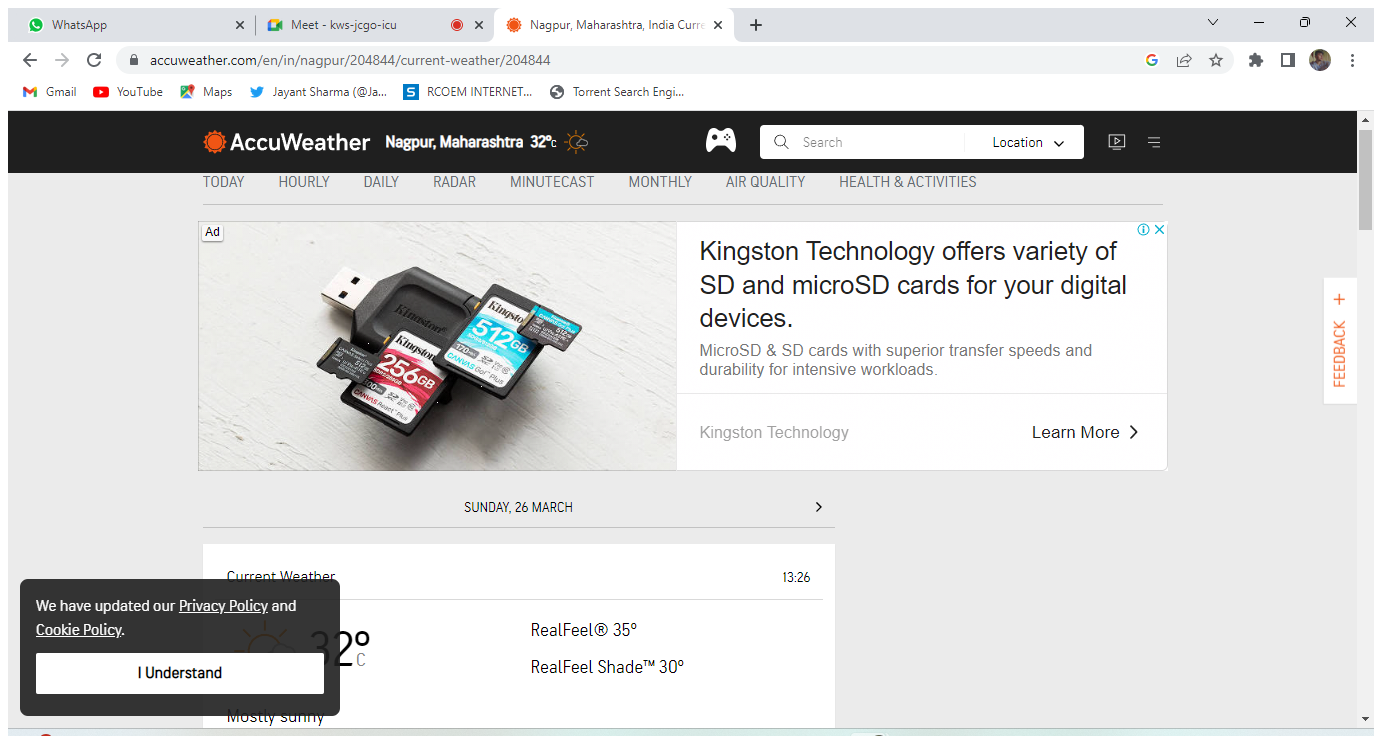 WhatsApp
Meet - kws-jcgo-icu
Nagpur, Maharashtra, India Curre
accuweather.com/en/in/nagpur/204844/current-weather/204844
Gmail
YouTube
Maps
Jayant Sharma (@Ja...
S RCOEM INTERNET...
Torrent Search Engi...
AccuWeather
Nagpur, Maharashtra 32°C
Search
Location
TODAY HOURLY DAILY RADAR MINUTECAST MONTHLY AIR QUALITY HEALTH & ACTIVITIES
Ad
Kingston
Kingston
512GB
CANVAS Go! Plus
512GB
Kingston
256GB
CANVAS React Plus
Kingston Technology offers variety of
SD and microSD cards for your digital
devices.
MicroSD & SD cards with superior transfer speeds and
durability for intensive workloads.
Kingston Technology
Learn More
FEEDBACK +
SUNDAY, 26 MARCH
Current Weather
13:26
32°
C
RealFeel® 35°
RealFeel Shade™ 30°
Mostly sunny
We have updated our Privacy Policy and
Cookie Policy.
I Understand